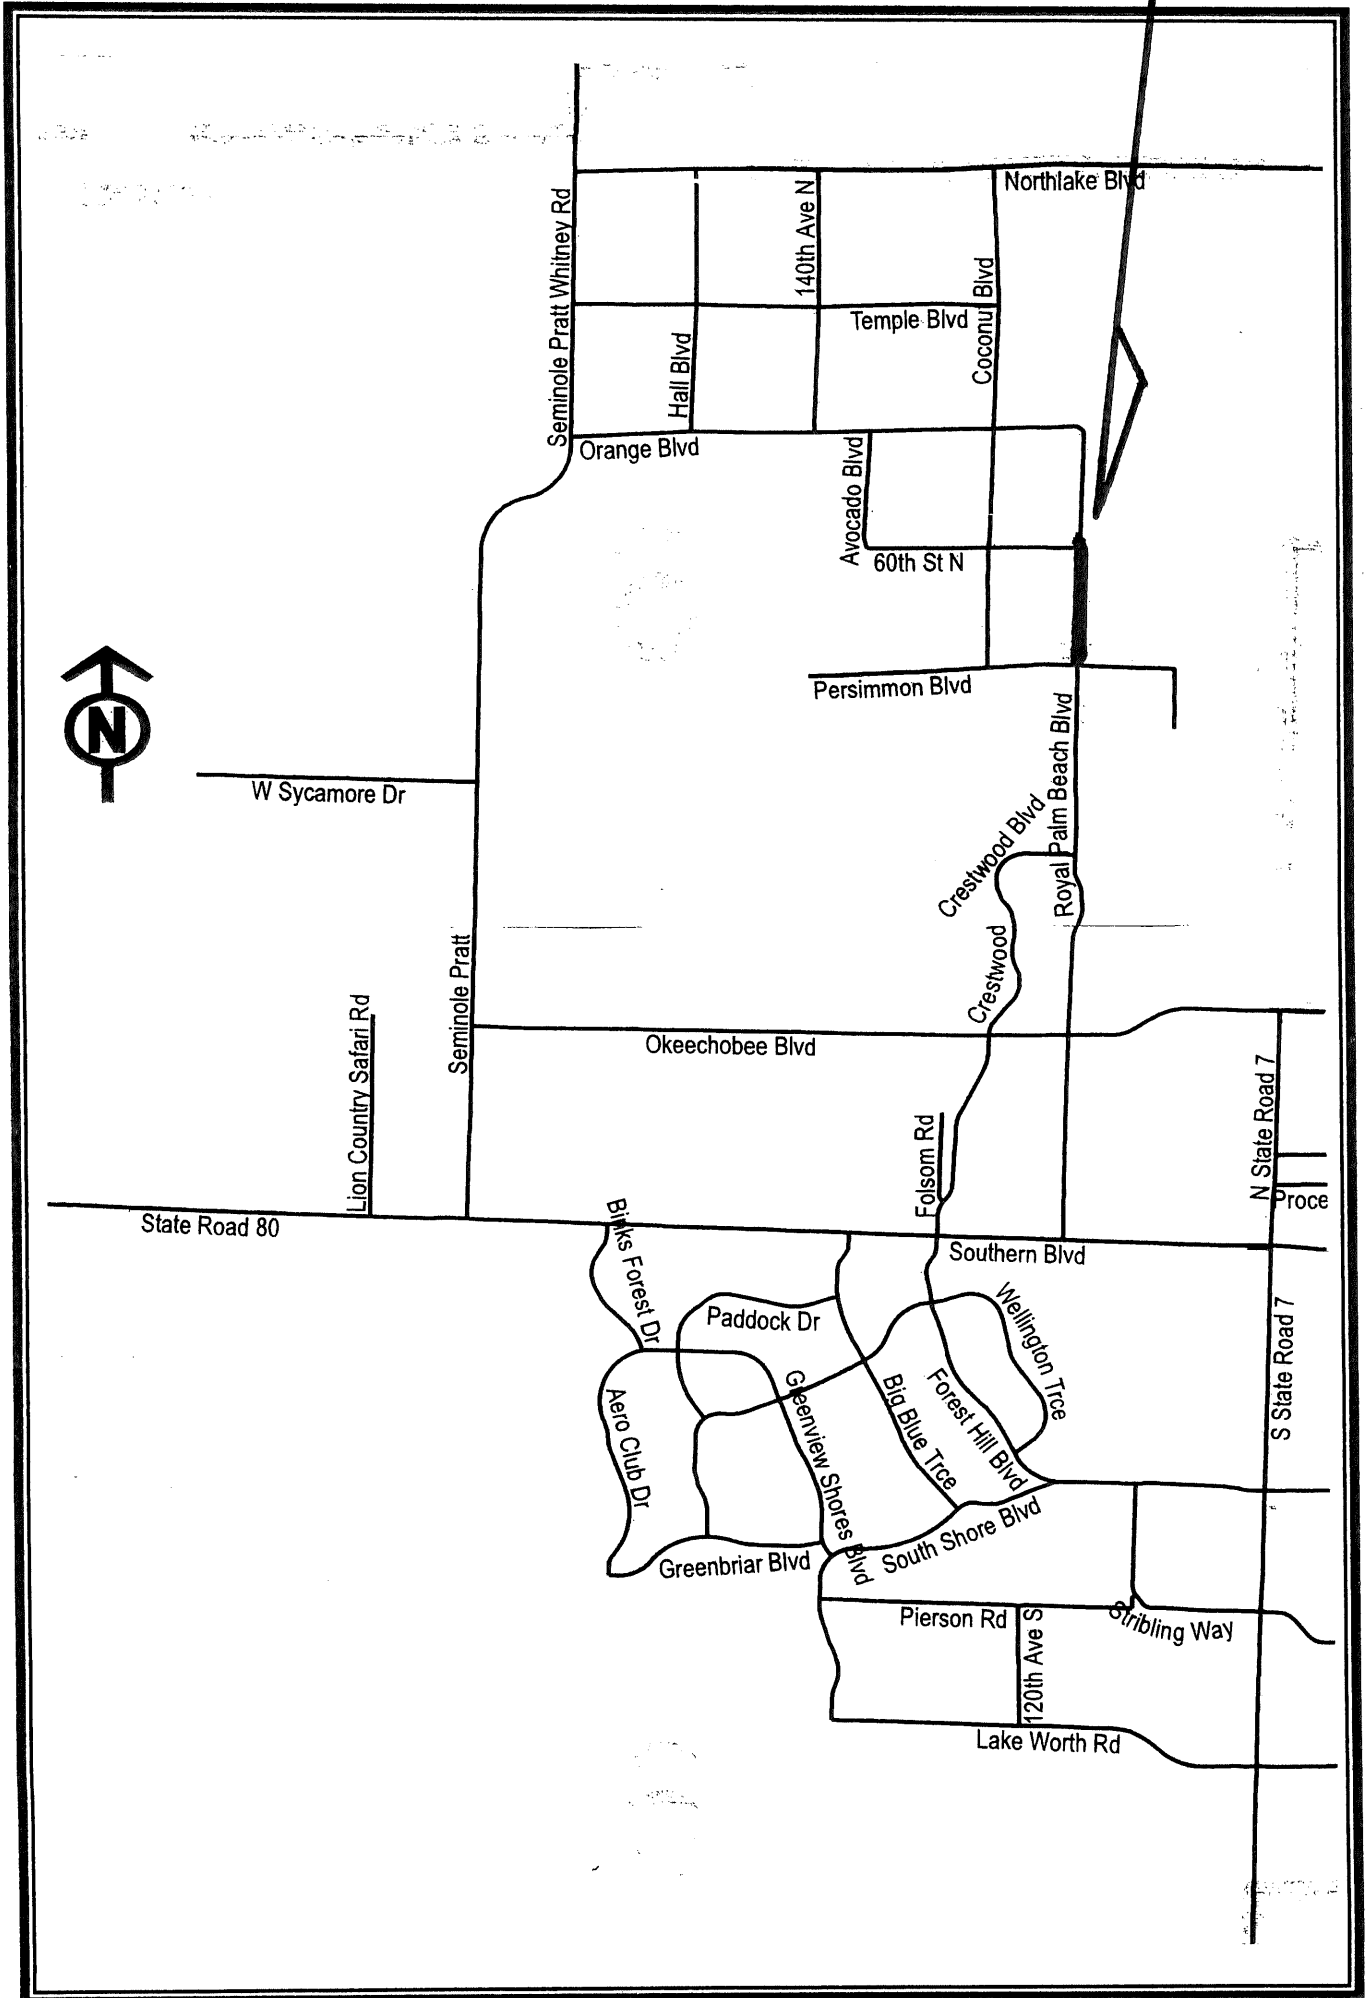 Northlake Blvd
Seminole Pratt Whitney Rd
140th Ave N
Coconut Blvd
Temple Blvd
Hall Blvd
Orange Blvd
Avocado Blvd
60th St N
Persimmon Blvd
N
W Sycamore Dr
Royal Palm Beach Blvd
Crestwood Blvd
Crestwood
Seminole Pratt
Lion Country Safari Rd
Okeechobee Blvd
N State Road 7
Folsom Rd
Proce
State Road 80
Southern Blvd
Binks Forest Dr
Paddock Dr
Wellington Trce
S State Road 7
Aero Club Dr
Greenview Shores Blvd
Big Blue Trce
Forest Hill Blvd
South Shore Blvd
Greenbriar Blvd
Pierson Rd
120th Ave S
Stribling Way
Lake Worth Rd